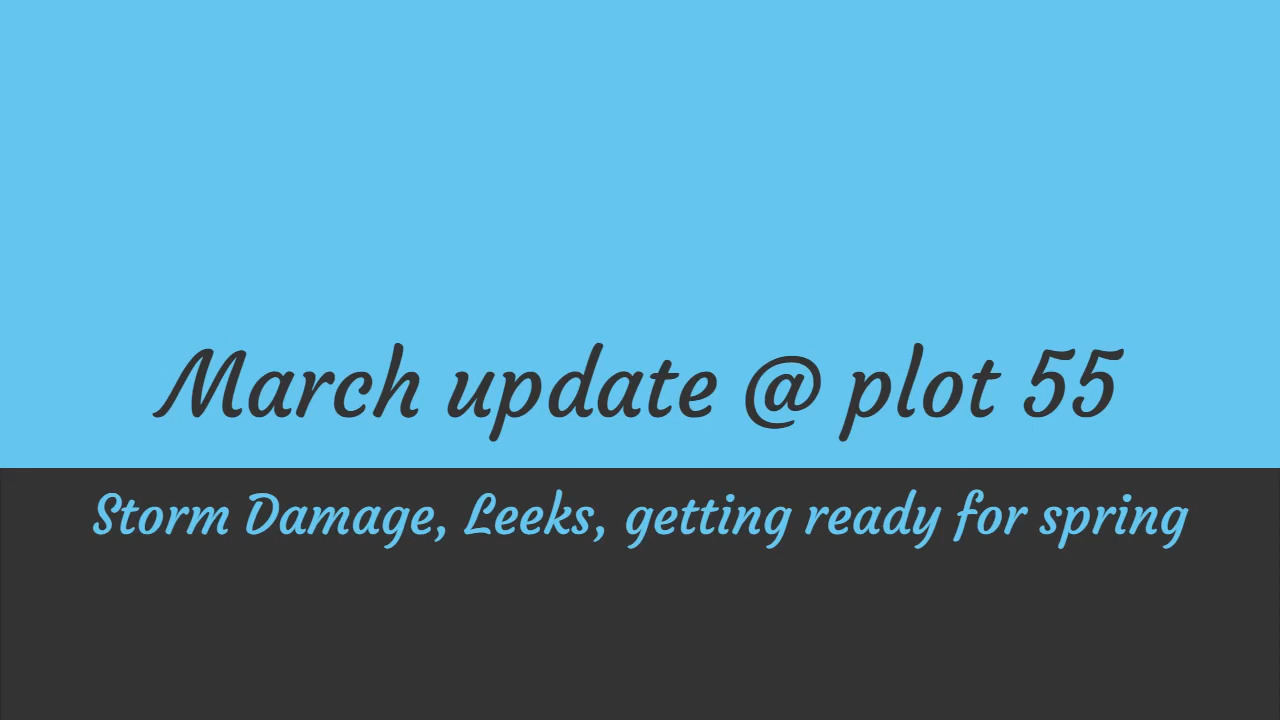 March update @ plot 55
Storm Damage, Leeks, getting ready for spring